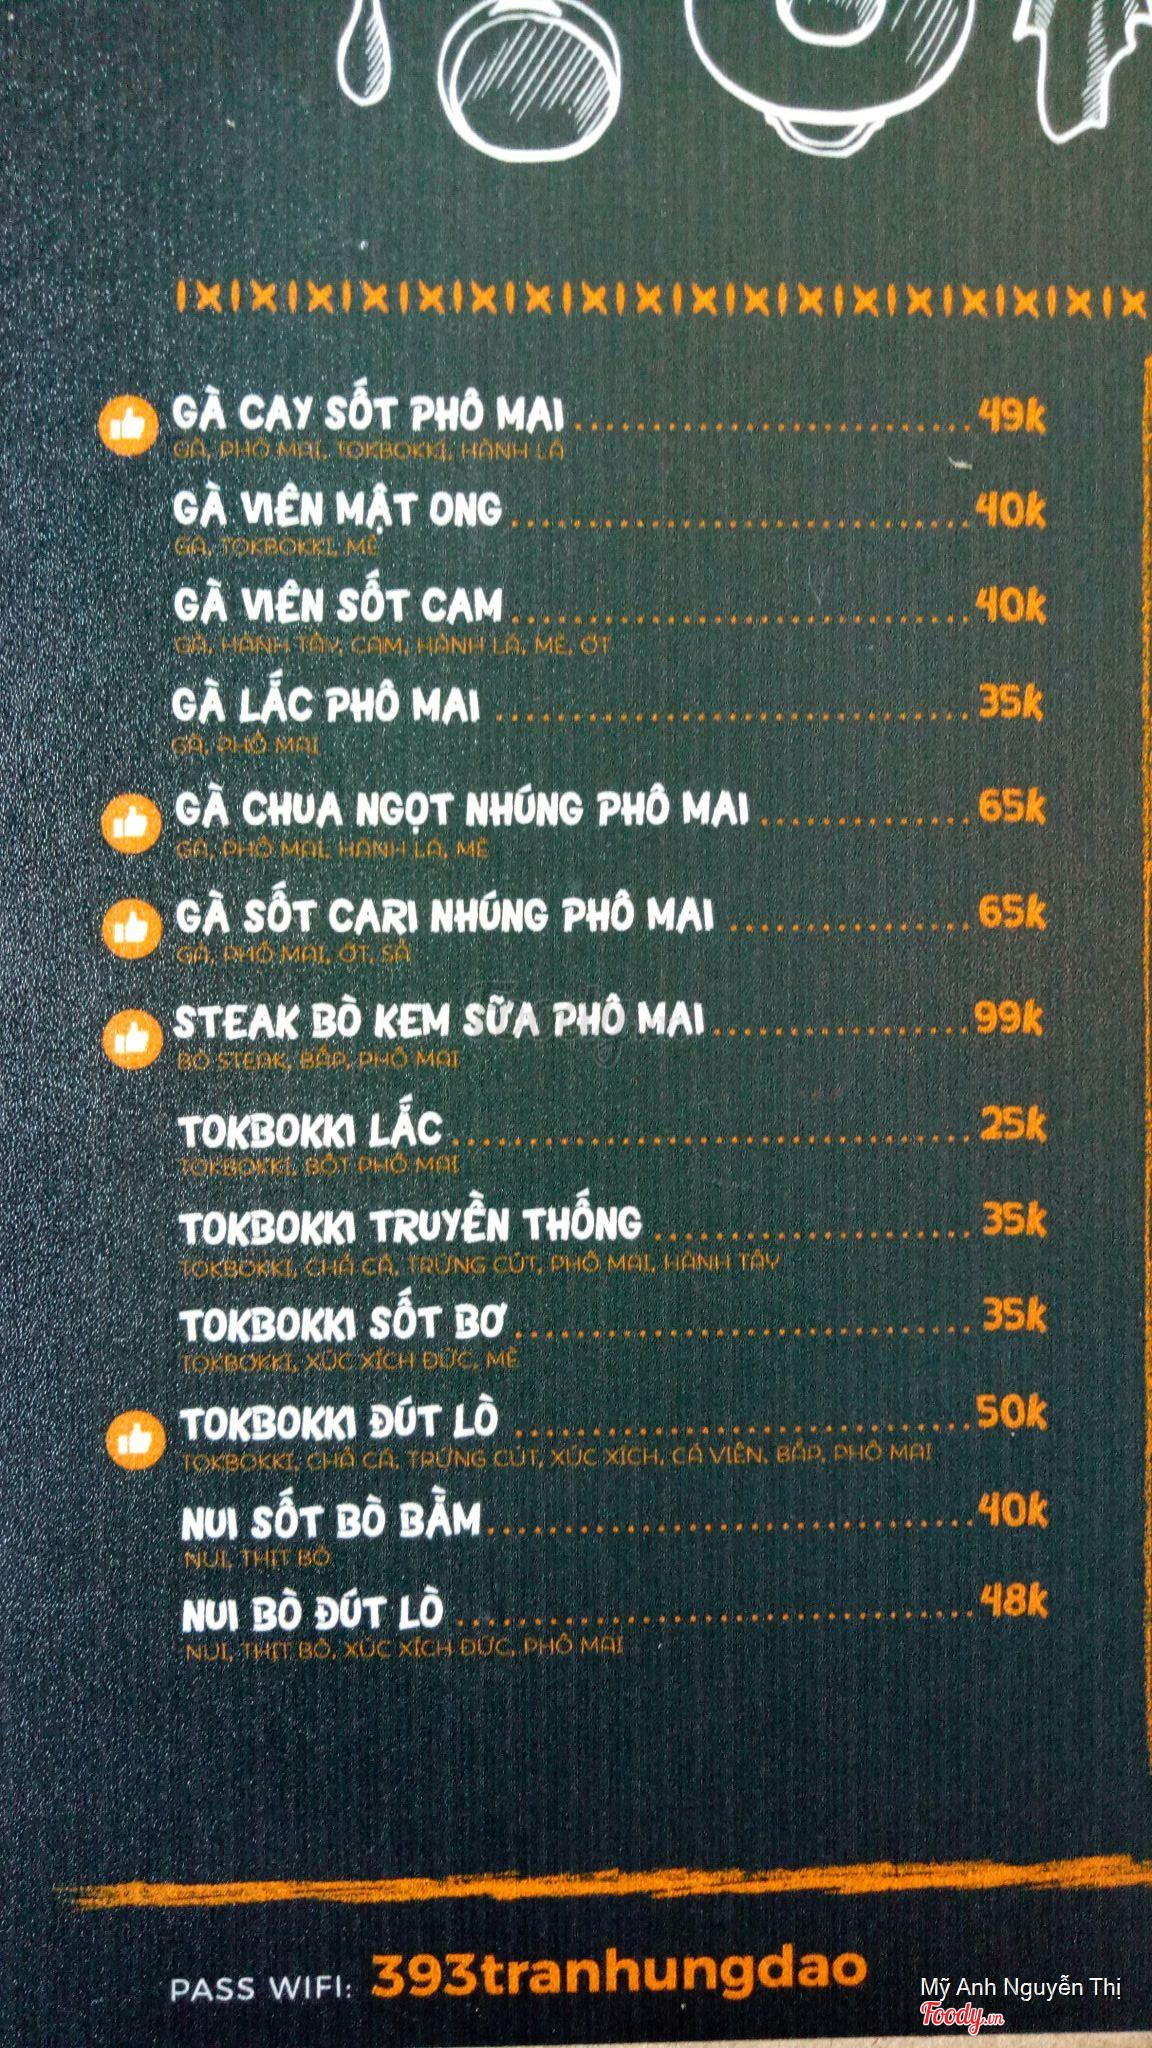 GÀ CAY SỐT PHÔ MAI ........ 49k
GÀ, PHÔ MAI, TOKBOKKI, HÀNH LÁ
GÀ VIÊN MẬT ONG ........ 40k
GÀ, TOKBOKKI, MÈ
GÀ VIÊN SỐT CAM ........ 40k
GÀ, HÀNH TÂY, CAM, HÀNH LÁ, MÈ, ỚT
GÀ LẮC PHÔ MAI ........ 35k
GÀ, PHÔ MAI
GÀ CHUA NGỌT NHÚNG PHÔ MAI ........ 65k
GÀ, PHÔ MAI, HÀNH LÁ, MÈ
GÀ SỐT CARI NHÚNG PHÔ MAI ........ 65k
GÀ, PHÔ MAI, ỚT, SẢ
STEAK BÒ KEM SỮA PHÔ MAI ........ 99k
BÒ STEAK, BẮP, PHÔ MAI
TOKBOKKI LẮC ........ 25k
TOKBOKKI, BỘT PHÔ MAI
TOKBOKKI TRUYỀN THỐNG ........ 35k
TOKBOKKI, CHẢ CÁ, TRỨNG CÚT, PHÔ MAI, HÀNH TÂY
TOKBOKKI SỐT BƠ ........ 35k
TOKBOKKI, XÚC XÍCH ĐỨC, MÈ
TOKBOKKI ĐÚT LÒ ........ 50k
TOKBOKKI, CHẢ CÁ, TRỨNG CÚT, XÚC XÍCH, CÁ VIÊN, BẮP, PHÔ MAI
NUI SỐT BÒ BẰM ........ 40k
NUI, THỊT BÒ
NUI BÒ ĐÚT LÒ ........ 48k
NUI, THỊT BÒ, XÚC XÍCH ĐỨC, PHÔ MAI
PASS WIFI: 393tranhungdao
Mỹ Anh Nguyễn Thị
Foody.vn